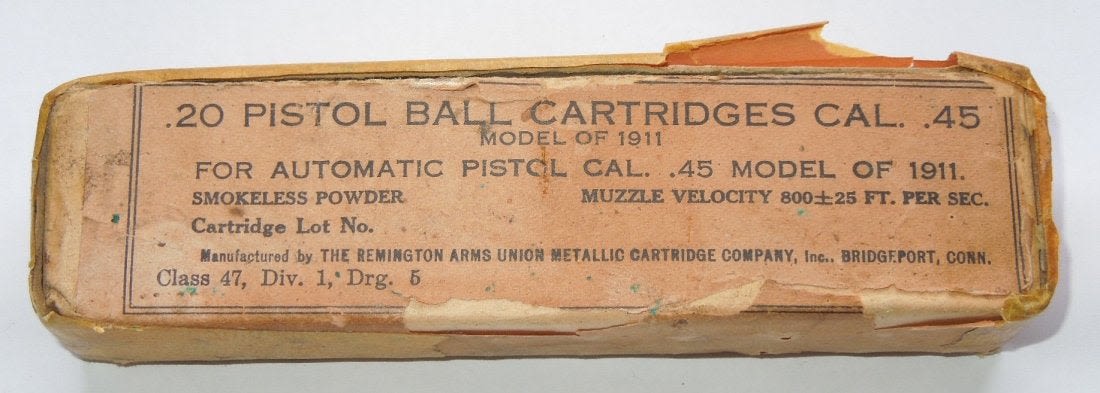 .20 PISTOL BALL CARTRIDGES CAL. .45
MODEL OF 1911
FOR AUTOMATIC PISTOL CAL. .45 MODEL OF 1911.
SMOKELESS POWDER MUZZLE VELOCITY 800±25 FT. PER SEC.
Cartridge Lot No.
Manufactured by THE REMINGTON ARMS UNION METALLIC CARTRIDGE COMPANY, Inc., BRIDGEPORT, CONN.
Class 47, Div. 1, Drg. 5